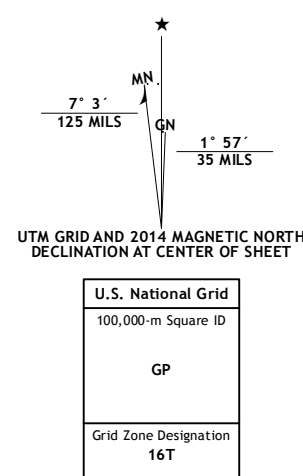 ★
MN
7° 3´
125 MILS
GN
1° 57´
35 MILS
UTM GRID AND 2014 MAGNETIC NORTH
DECLINATION AT CENTER OF SHEET
U.S. National Grid
100,000-m Square ID
GP
Grid Zone Designation
16T